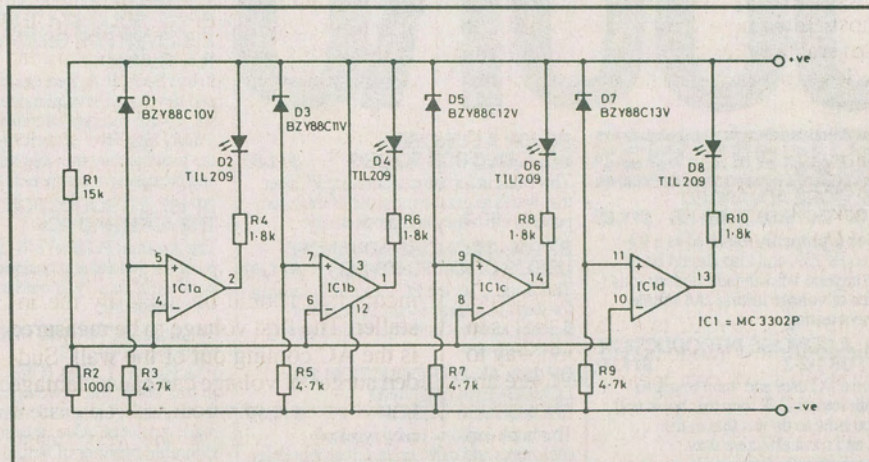 +ve
D1
BZY88C10V
D3
BZY88C11V
D5
BZY88C12V
D7
BZY88C13V
D2
TIL209
D4
TIL209
D6
TIL209
D8
TIL209
R1
15k
R4
1·8k
R6
1·8k
R8
1·8k
R10
1·8k
5
+
IC1a
2
4
−
7
+
IC1b
3
1
6
−
12
9
+
IC1c
14
8
−
11
+
IC1d
13
10
−
IC1 = MC3302P
R2
100Ω
R3
4·7k
R5
4·7k
R7
4·7k
R9
4·7k
−ve